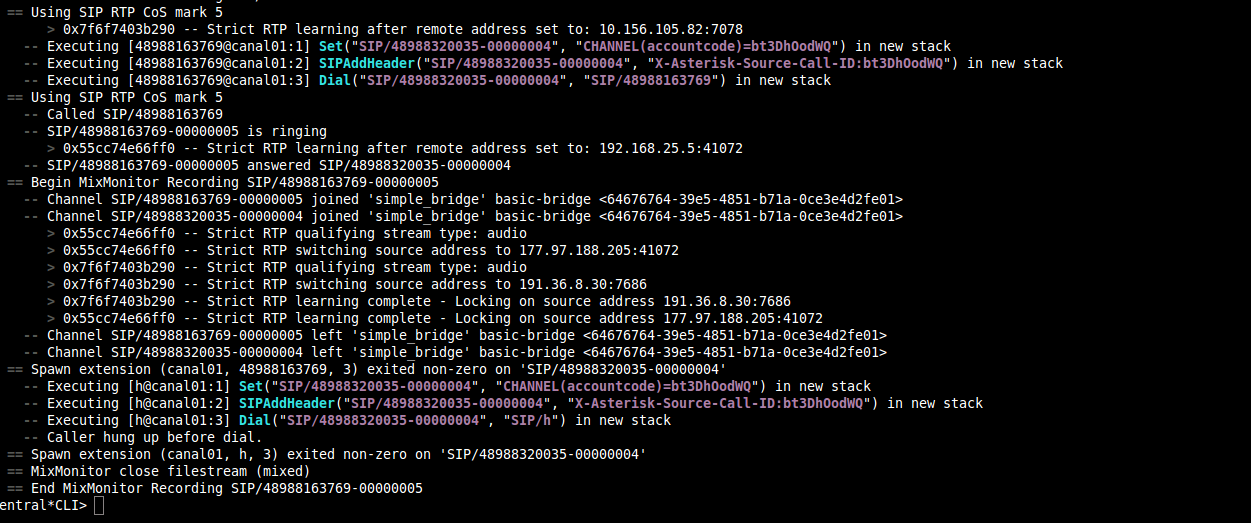 == Using SIP RTP CoS mark 5
> 0x7f6f7403b290 -- Strict RTP learning after remote address set to: 10.156.105.82:7078
-- Executing [48988163769@canal01:1] Set("SIP/48988320035-00000004", "CHANNEL(accountcode)=bt3DhOodWQ") in new stack
-- Executing [48988163769@canal01:2] SIPAddHeader("SIP/48988320035-00000004", "X-Asterisk-Source-Call-ID:bt3DhOodWQ") in new stack
-- Executing [48988163769@canal01:3] Dial("SIP/48988320035-00000004", "SIP/48988163769") in new stack
== Using SIP RTP CoS mark 5
-- Called SIP/48988163769
-- SIP/48988163769-00000005 is ringing
> 0x55cc74e66ff0 -- Strict RTP learning after remote address set to: 192.168.25.5:41072
-- SIP/48988163769-00000005 answered SIP/48988320035-00000004
== Begin MixMonitor Recording SIP/48988163769-00000005
-- Channel SIP/48988163769-00000005 joined 'simple_bridge' basic-bridge <64676764-39e5-4851-b71a-0ce3e4d2fe01>
-- Channel SIP/48988320035-00000004 joined 'simple_bridge' basic-bridge <64676764-39e5-4851-b71a-0ce3e4d2fe01>
> 0x55cc74e66ff0 -- Strict RTP qualifying stream type: audio
> 0x55cc74e66ff0 -- Strict RTP switching source address to 177.97.188.205:41072
> 0x7f6f7403b290 -- Strict RTP qualifying stream type: audio
> 0x7f6f7403b290 -- Strict RTP switching source address to 191.36.8.30:7686
> 0x7f6f7403b290 -- Strict RTP learning complete - Locking on source address 191.36.8.30:7686
> 0x55cc74e66ff0 -- Strict RTP learning complete - Locking on source address 177.97.188.205:41072
-- Channel SIP/48988163769-00000005 left 'simple_bridge' basic-bridge <64676764-39e5-4851-b71a-0ce3e4d2fe01>
-- Channel SIP/48988320035-00000004 left 'simple_bridge' basic-bridge <64676764-39e5-4851-b71a-0ce3e4d2fe01>
== Spawn extension (canal01, 48988163769, 3) exited non-zero on 'SIP/48988320035-00000004'
-- Executing [h@canal01:1] Set("SIP/48988320035-00000004", "CHANNEL(accountcode)=bt3DhOodWQ") in new stack
-- Executing [h@canal01:2] SIPAddHeader("SIP/48988320035-00000004", "X-Asterisk-Source-Call-ID:bt3DhOodWQ") in new stack
-- Executing [h@canal01:3] Dial("SIP/48988320035-00000004", "SIP/h") in new stack
-- Caller hung up before dial.
== Spawn extension (canal01, h, 3) exited non-zero on 'SIP/48988320035-00000004'
== MixMonitor close filestream (mixed)
== End MixMonitor Recording SIP/48988163769-00000005
entral*CLI>